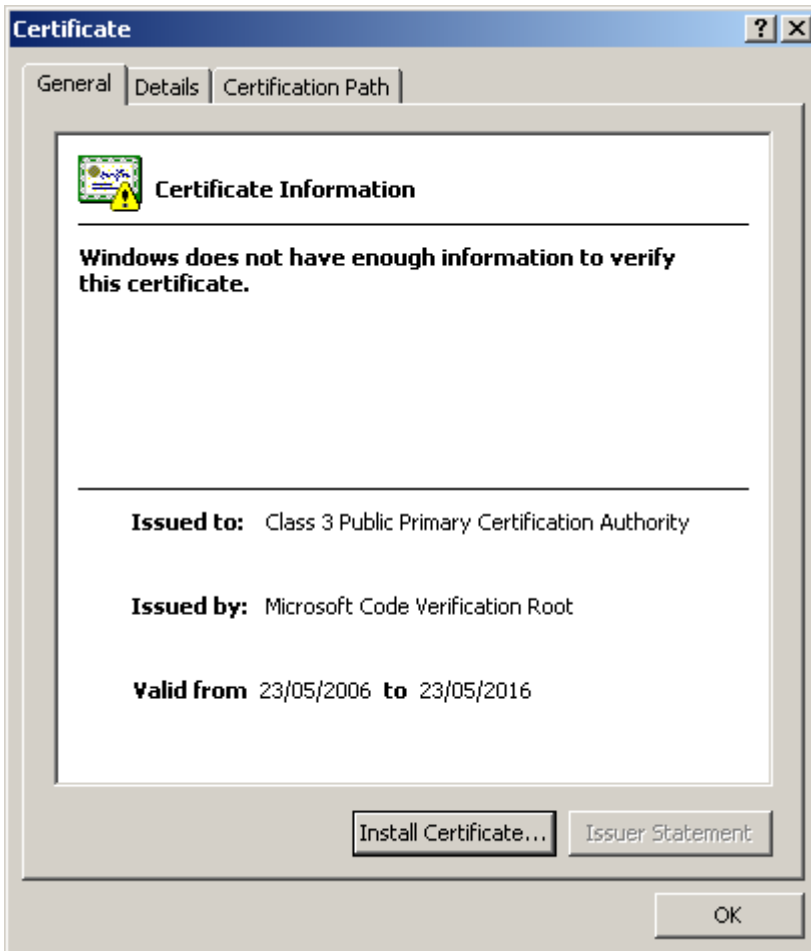 Certificate
General Details Certification Path
Certificate Information
Windows does not have enough information to verify
this certificate.
Issued to: Class 3 Public Primary Certification Authority
Issued by: Microsoft Code Verification Root
Valid from 23/05/2006 to 23/05/2016
Install Certificate... Issuer Statement
OK